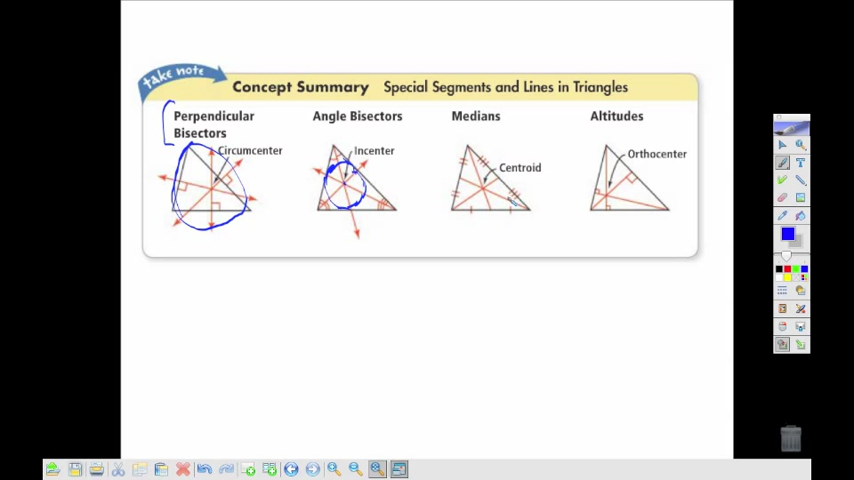 take note
Concept Summary Special Segments and Lines in Triangles
Perpendicular
Bisectors
Angle Bisectors
Medians
Altitudes
Circumcenter
Incenter
Centroid
Orthocenter